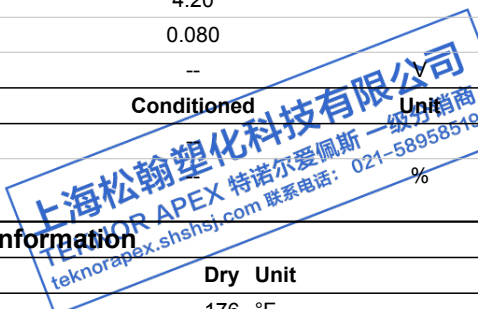 4.20
0.080
-- V
Conditioned Unit
--
-- %
上海松翰塑化科技有限公司
TEKNOR APEX 特诺尔爱佩斯 一级分销商
teknorapex.shshsj.com 联系电话： 021-58958519
nformation
Dry Unit
176 °F